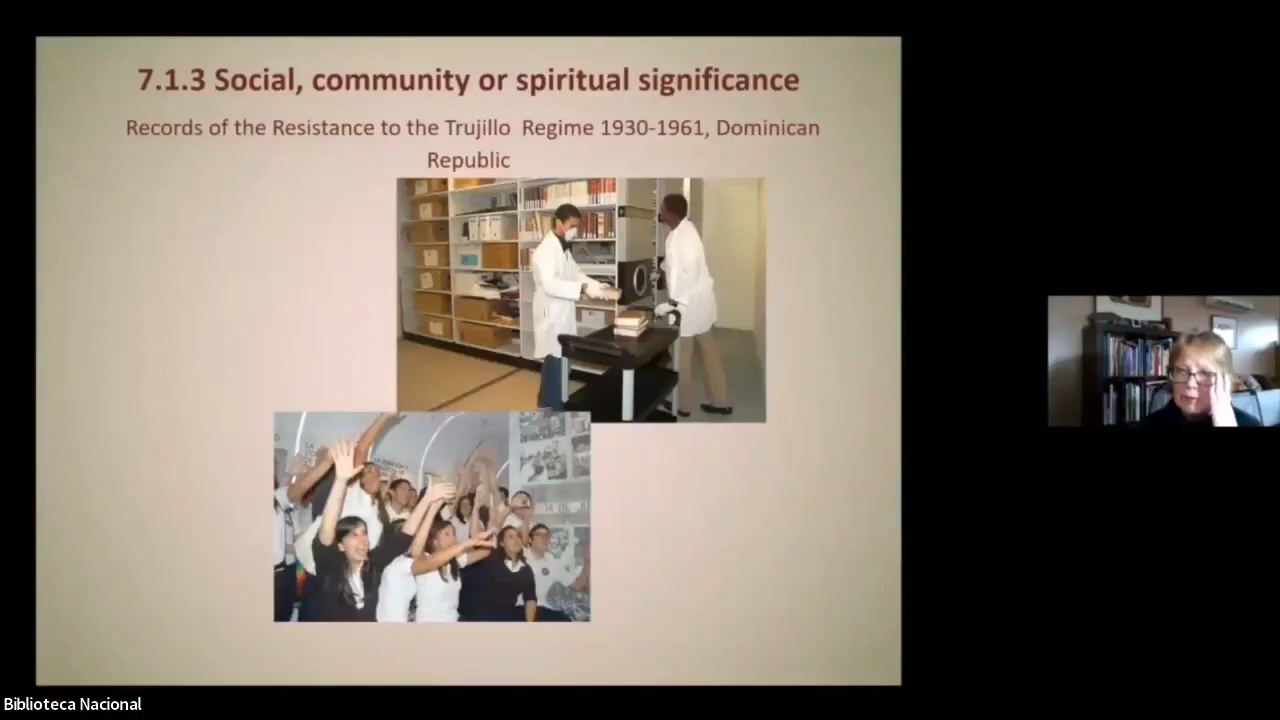 7.1.3 Social, community or spiritual significance
Records of the Resistance to the Trujillo Regime 1930-1961, Dominican
Republic
Biblioteca Nacional